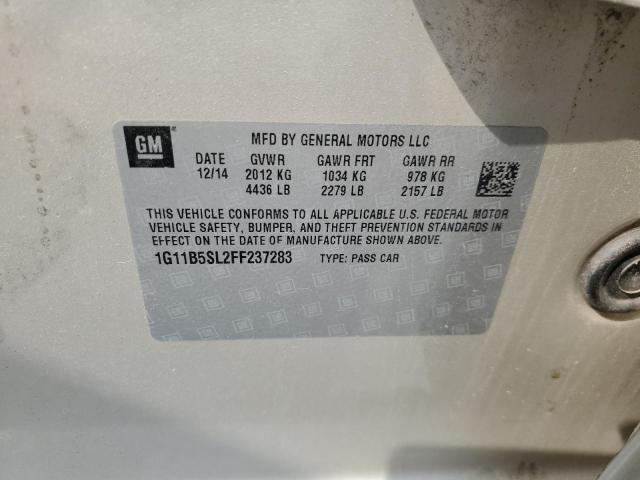 GM
MFD BY GENERAL MOTORS LLC
DATE GVWR GAWR FRT GAWR RR
12/14 2012 KG 1034 KG 978 KG
4436 LB 2279 LB 2157 LB
THIS VEHICLE CONFORMS TO ALL APPLICABLE U.S. FEDERAL MOTOR
VEHICLE SAFETY, BUMPER, AND THEFT PREVENTION STANDARDS
IN EFFECT ON THE DATE OF MANUFACTURE SHOWN ABOVE.
1G11B5SL2FF237283 TYPE: PASS CAR